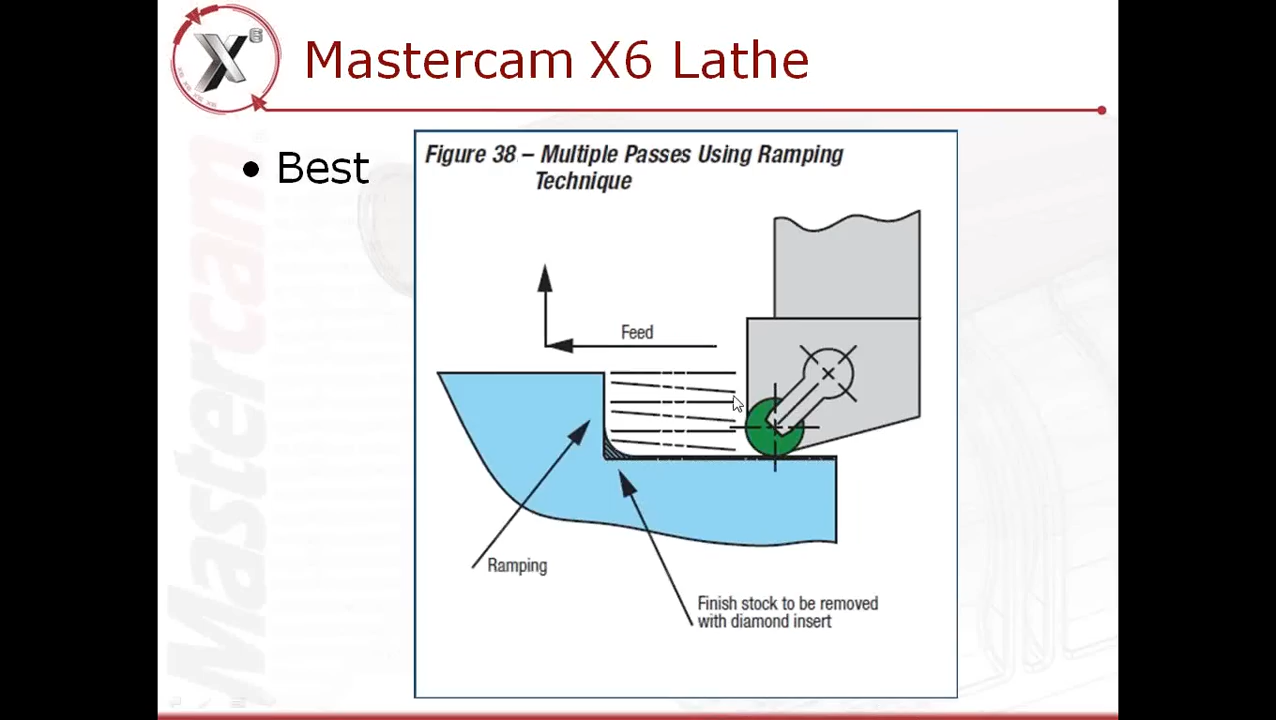 Mastercam X6 Lathe
• Best
Figure 38 – Multiple Passes Using Ramping
Technique
Feed
Ramping
Finish stock to be removed
with diamond insert
Mastercam